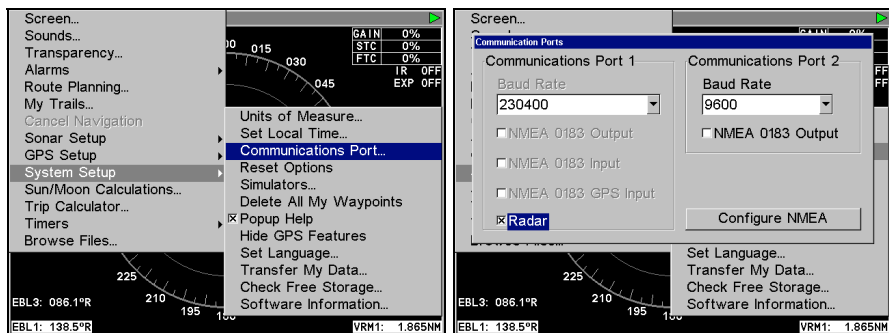 Screen...
Sounds...
Transparency...
Alarms
Route Planning...
My Trails...
Cancel Navigation
Sonar Setup
GPS Setup
System Setup
Sun/Moon Calculations...
Trip Calculator...
Timers
Browse Files...
015
030
045
GAIN 0%
STC 0%
FTC 0%
IR OFF
EXP OFF
Units of Measure...
Set Local Time...
Communications Port...
Reset Options
Simulators...
Delete All My Waypoints
Popup Help
Hide GPS Features
Set Language...
Transfer My Data...
Check Free Storage...
Software Information...
225
210
195
EBL3: 086.1ºR
EBL1: 138.5ºR
VRM1: 1.865NM
Screen...
Communication Ports
Communications Port 1
Baud Rate
230400
NMEA 0183 Output
NMEA 0183 Input
NMEA 0183 GPS Input
Radar
Communications Port 2
Baud Rate
9600
NMEA 0183 Output
Configure NMEA
Set Language...
Transfer My Data...
Check Free Storage...
Software Information...
225
210
195
EBL3: 086.1ºR
EBL1: 138.5ºR
VRM1: 1.865NM